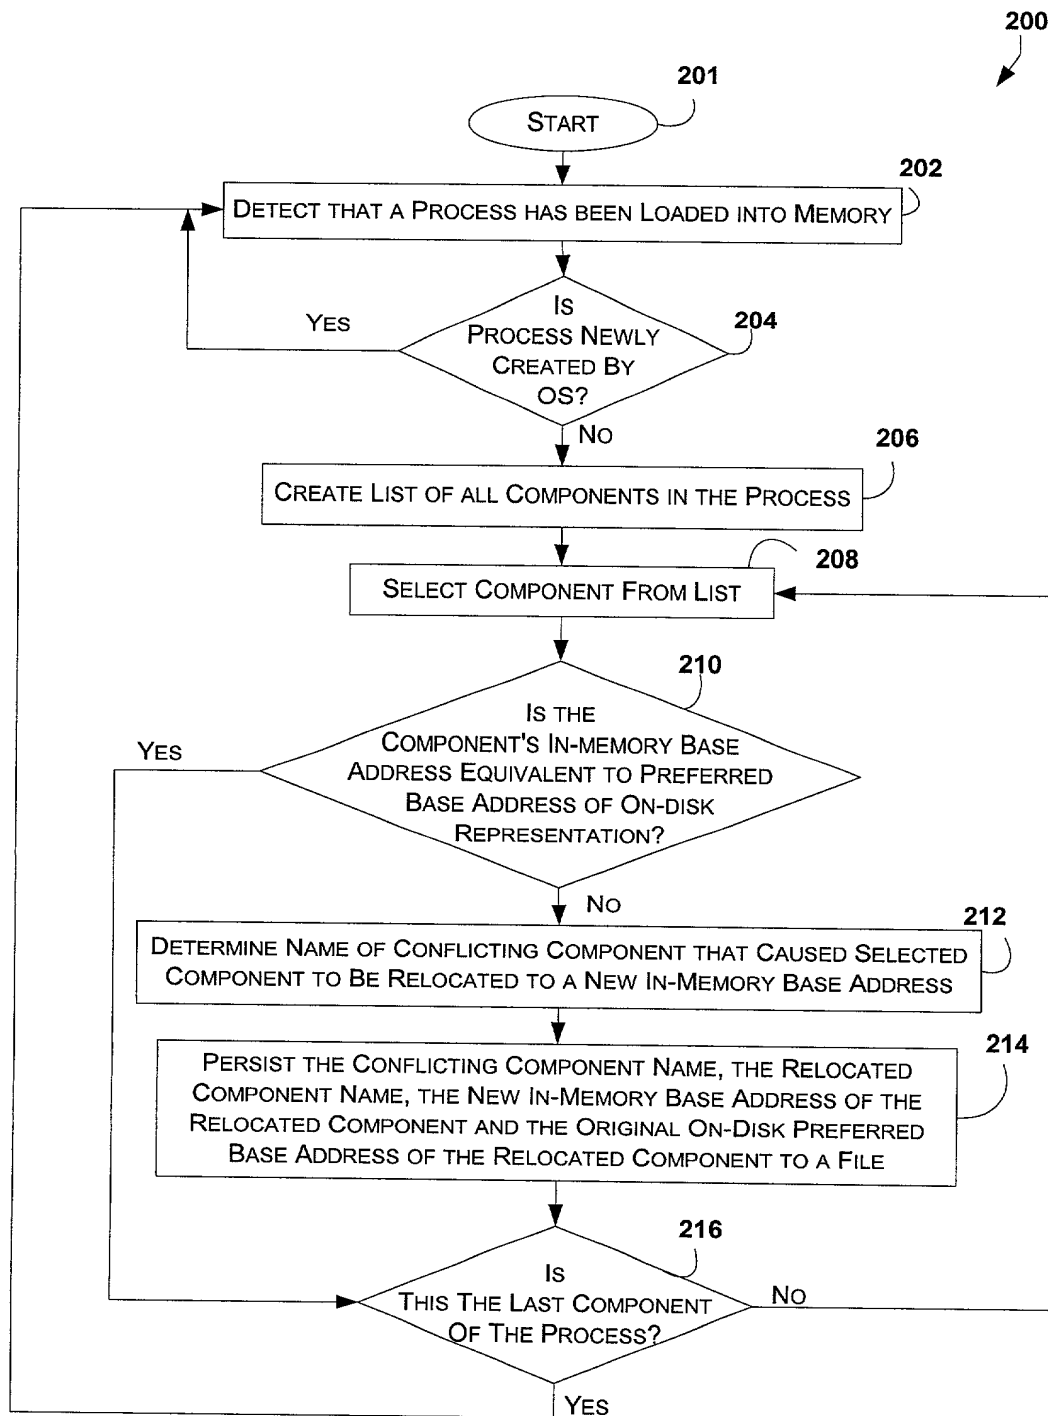 200
201
START
202
DETECT THAT A PROCESS HAS BEEN LOADED INTO MEMORY
IS
PROCESS NEWLY
CREATED BY
OS?
YES
204
NO
206
CREATE LIST OF ALL COMPONENTS IN THE PROCESS
208
SELECT COMPONENT FROM LIST
210
IS THE
COMPONENT'S IN-MEMORY BASE
ADDRESS EQUIVALENT TO PREFERRED
BASE ADDRESS OF ON-DISK
REPRESENTATION?
YES
NO
212
DETERMINE NAME OF CONFLICTING COMPONENT THAT CAUSED SELECTED
COMPONENT TO BE RELOCATED TO A NEW IN-MEMORY BASE ADDRESS
214
PERSIST THE CONFLICTING COMPONENT NAME, THE RELOCATED
COMPONENT NAME, THE NEW IN-MEMORY BASE ADDRESS OF THE
RELOCATED COMPONENT AND THE ORIGINAL ON-DISK PREFERRED
BASE ADDRESS OF THE RELOCATED COMPONENT TO A FILE
216
IS
THIS THE LAST COMPONENT
OF THE PROCESS?
NO
YES